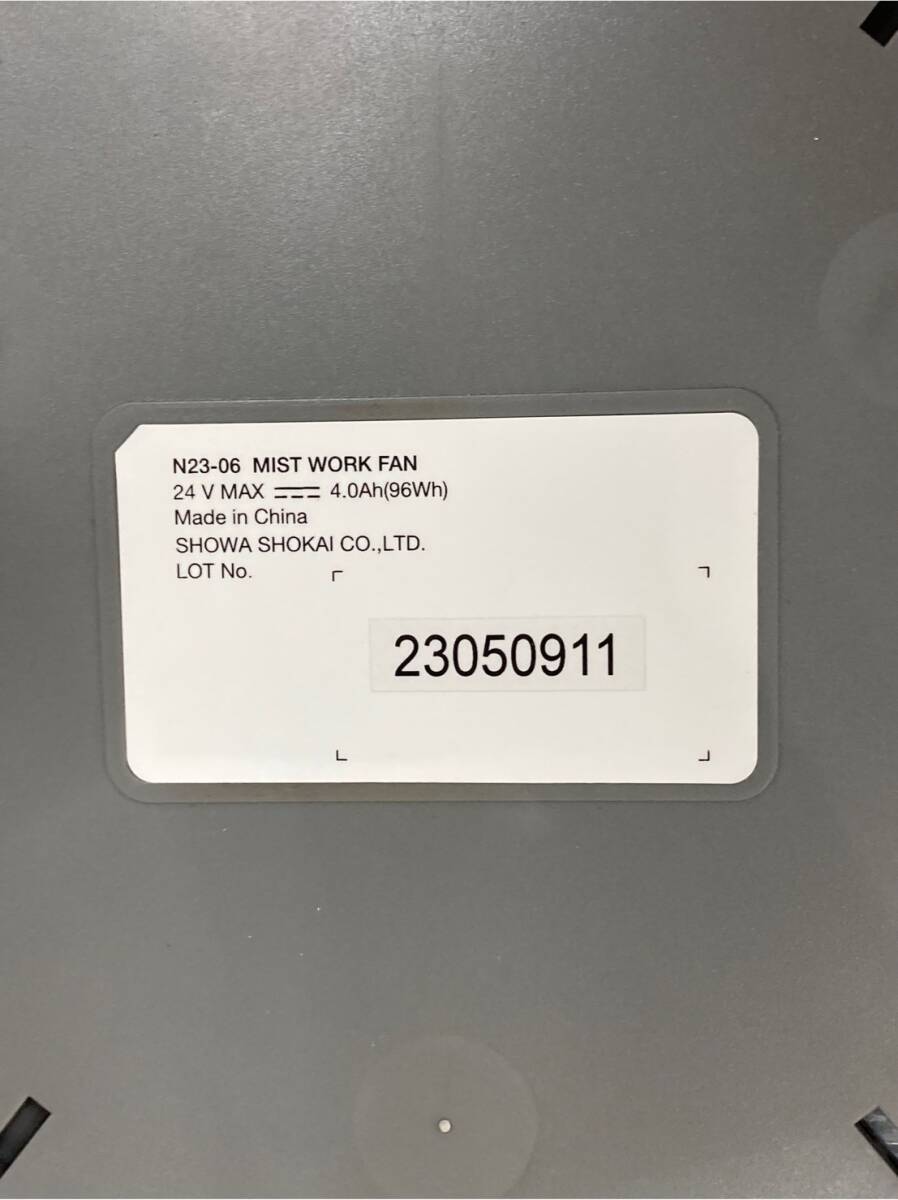 N23-06 MIST WORK FAN
24 V MAX ⎓ 4.0Ah(96Wh)
Made in China
SHOWA SHOKAI CO.,LTD.
LOT No.
23050911